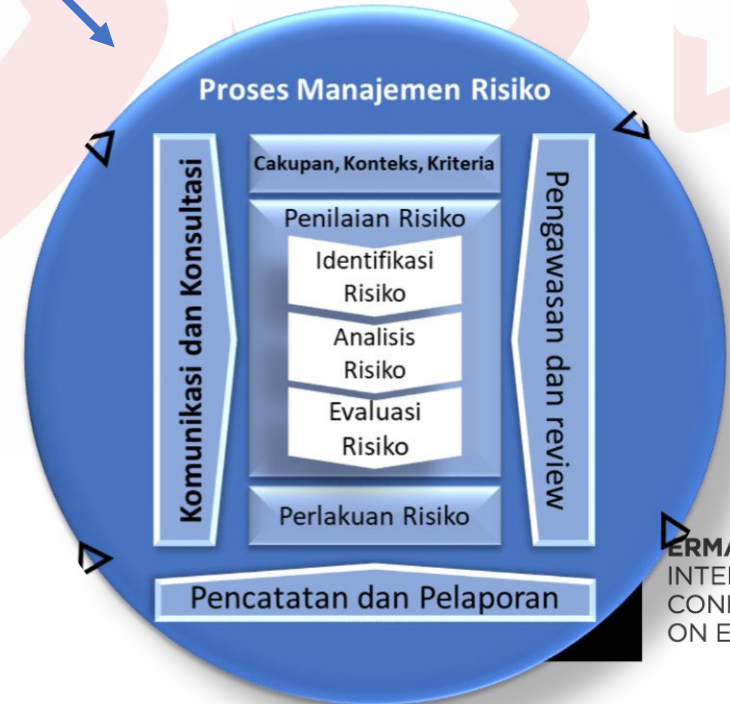 Proses Manajemen Risiko
Komunikasi dan Konsultasi
Cakupan, Konteks, Kriteria
Penilaian Risiko
Identifikasi
Risiko
Analisis
Risiko
Evaluasi
Risiko
Perlakuan Risiko
Pengawasan dan review
Pencatatan dan Pelaporan
ON E